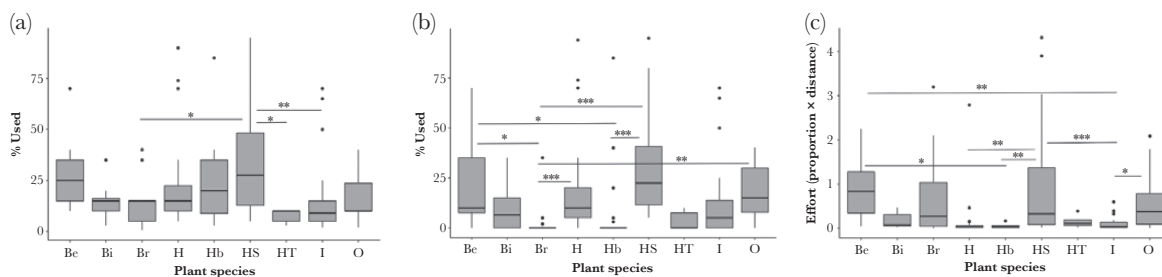 (a)
% Used
75
50
25
0
*
**
*
Be Bi Br H Hb HS HT I O
Plant species
(b)
% Used
75
50
25
0
***
*
***
*
**
***
Be Bi Br H Hb HS HT I O
Plant species
(c)
Effort (proportion × distance)
4
3
2
1
0
**
**
***
**
*
*
Be Bi Br H Hb HS HT I O
Plant species